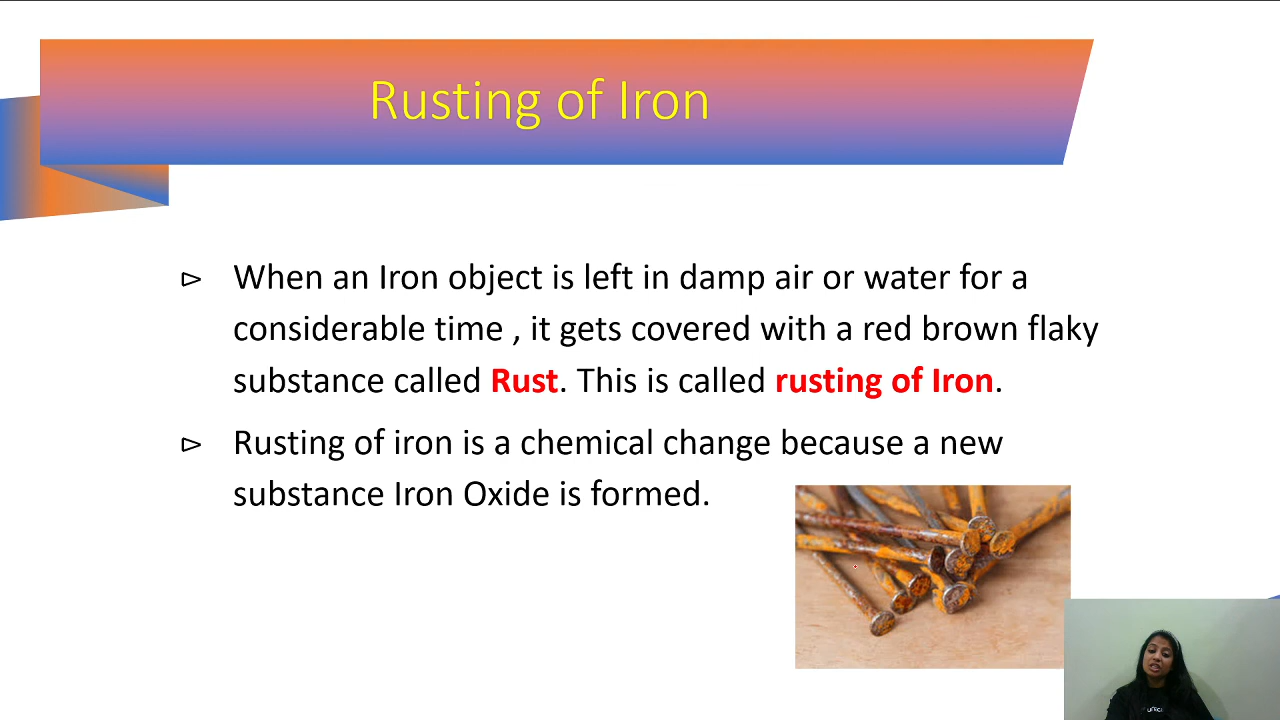 Rusting of Iron
▻ When an Iron object is left in damp air or water for a
considerable time , it gets covered with a red brown flaky
substance called Rust. This is called rusting of Iron.
▻ Rusting of iron is a chemical change because a new
substance Iron Oxide is formed.